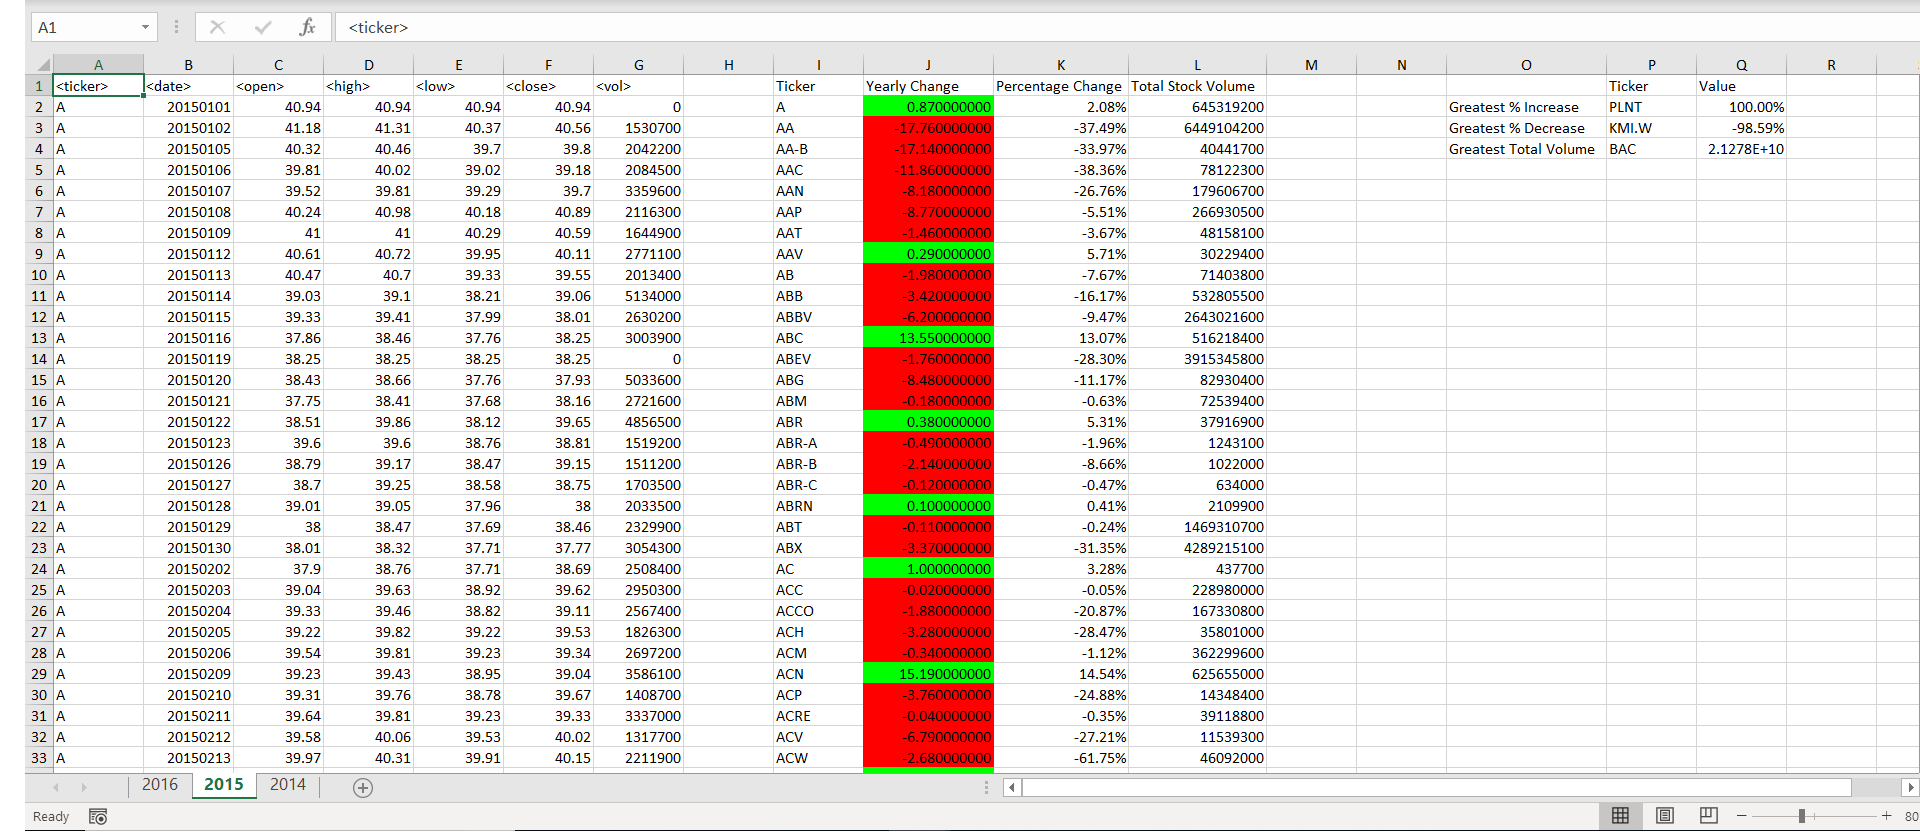 A1 fx <ticker>
A B C D E F G H I J K L M N O P Q R
1 <ticker> <date> <open> <high> <low> <close> <vol> Ticker Yearly Change Percentage Change Total Stock Volume Ticker Value
2 A 20150101 40.94 40.94 40.94 40.94 0 A 0.870000000 2.08% 645319200 Greatest % Increase PLNT 100.00%
3 A 20150102 41.18 41.31 40.37 40.56 1530700 AA -17.760000000 -37.49% 6449104200 Greatest % Decrease KMI.W -98.59%
4 A 20150105 40.32 40.46 39.7 39.8 2042200 AA-B -17.140000000 -33.97% 40441700 Greatest Total Volume BAC 2.1278E+10
5 A 20150106 39.81 40.02 39.02 39.18 2084500 AAC -11.860000000 -38.36% 78122300
6 A 20150107 39.52 39.81 39.29 39.7 3359600 AAN -8.180000000 -26.76% 179606700
7 A 20150108 40.24 40.98 40.18 40.89 2116300 AAP -8.770000000 -5.51% 266930500
8 A 20150109 41 41 40.29 40.59 1644900 AAT -1.460000000 -3.67% 48158100
9 A 20150112 40.61 40.72 39.95 40.11 2771100 AAV 0.290000000 5.71% 30229400
10 A 20150113 40.47 40.7 39.33 39.55 2013400 AB -1.980000000 -7.67% 71403800
11 A 20150114 39.03 39.1 38.21 39.06 5134000 ABB -3.420000000 -16.17% 532805500
12 A 20150115 39.33 39.41 37.99 38.01 2630200 ABBV -6.200000000 -9.47% 2643021600
13 A 20150116 37.86 38.46 37.76 38.25 3003900 ABC 13.550000000 13.07% 516218400
14 A 20150119 38.25 38.25 38.25 38.25 0 ABEV -1.760000000 -28.30% 3915345800
15 A 20150120 38.43 38.66 37.76 37.93 5033600 ABG -8.480000000 -11.17% 82930400
16 A 20150121 37.75 38.41 37.68 38.16 2721600 ABM -0.180000000 -0.63% 72539400
17 A 20150122 38.51 39.86 38.12 39.65 4856500 ABR 0.380000000 5.31% 37916900
18 A 20150123 39.6 39.6 38.76 38.81 1519200 ABR-A -0.490000000 -1.96% 1243100
19 A 20150126 38.79 39.17 38.47 39.15 1511200 ABR-B -2.140000000 -8.66% 1022000
20 A 20150127 38.7 39.25 38.58 38.75 1703500 ABR-C -0.120000000 -0.47% 634000
21 A 20150128 39.01 39.05 37.96 38 2033500 ABRN 0.100000000 0.41% 2109900
22 A 20150129 38 38.47 37.69 38.46 2329900 ABT -0.110000000 -0.24% 1469310700
23 A 20150130 38.01 38.32 37.71 37.77 3054300 ABX -3.370000000 -31.35% 4289215100
24 A 20150202 37.9 38.76 37.71 38.69 2508400 AC 1.000000000 3.28% 437700
25 A 20150203 39.04 39.63 38.92 39.62 2950300 ACC -0.020000000 -0.05% 228980000
26 A 20150204 39.33 39.46 38.82 39.11 2567400 ACCO -1.880000000 -20.87% 167330800
27 A 20150205 39.22 39.82 39.22 39.53 1826300 ACH -3.280000000 -28.47% 35801000
28 A 20150206 39.54 39.81 39.23 39.34 2697200 ACM -0.340000000 -1.12% 362299600
29 A 20150209 39.23 39.43 38.95 39.04 3586100 ACN 15.190000000 14.54% 625655000
30 A 20150210 39.31 39.76 38.78 39.67 1408700 ACP -3.760000000 -24.88% 14348400
31 A 20150211 39.64 39.81 39.23 39.33 3337000 ACRE -0.040000000 -0.35% 39118800
32 A 20150212 39.58 40.06 39.53 40.02 1317700 ACV -6.790000000 -27.21% 11539300
33 A 20150213 39.97 40.31 39.91 40.15 2211900 ACW -2.680000000 -61.75% 46092000
2016 2015 2014
Ready 80